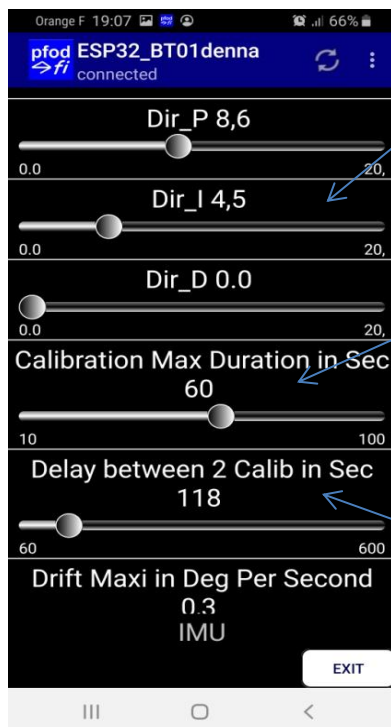 Orange F 19:07 66%
pfod ESP32_BT01denna
fi connected
Dir_P 8,6
0.0 20,
Dir_I 4,5
0.0 20,
Dir_D 0.0
0.0 20,
Calibration Max Duration in Sec
60
10 100
Delay between 2 Calib in Sec
118
60 600
Drift Maxi in Deg Per Second
0.3
IMU
EXIT